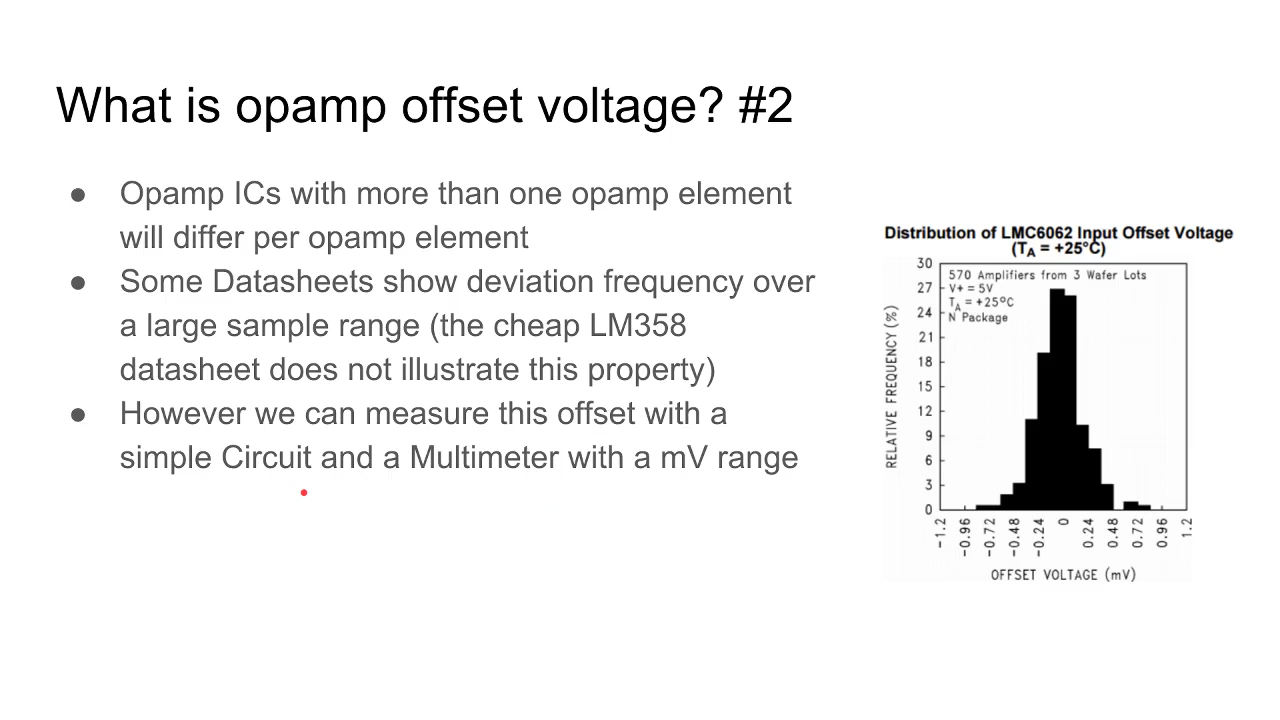 What is opamp offset voltage? #2
● Opamp ICs with more than one opamp element
will differ per opamp element
● Some Datasheets show deviation frequency over
a large sample range (the cheap LM358
datasheet does not illustrate this property)
● However we can measure this offset with a
simple Circuit and a Multimeter with a mV range
Distribution of LMC6062 Input Offset Voltage
(TA = +25°C)
570 Amplifiers from 3 Wafer Lots
V+ = 5V
TA = +25°C
N Package
RELATIVE FREQUENCY (%)
30
27
24
21
18
15
12
9
6
3
0
-1.2
-0.96
-0.72
-0.48
-0.24
0
0.24
0.48
0.72
0.96
1.2
OFFSET VOLTAGE (mV)